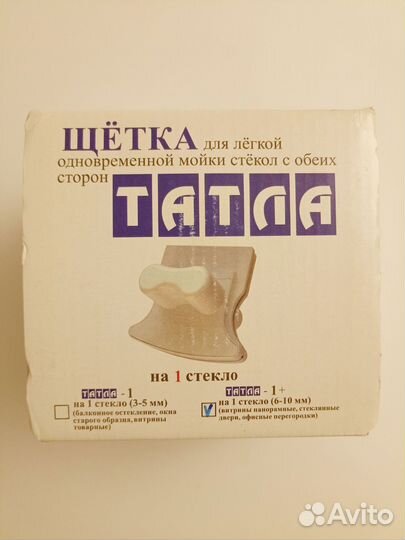 ЩЁТКА для лёгкой
одновременной мойки стёкол с обеих
сторон ТАТЛА
на 1 стекло
ТАТЛА - 1
на 1 стекло (3-5 мм)
(балконное остекление, окна
старого образца, витрины
товарные)
ТАТЛА - 1+
на 1 стекло (6-10 мм)
(витрины панорамные, стеклянные
двери, офисные перегородки)
Avito